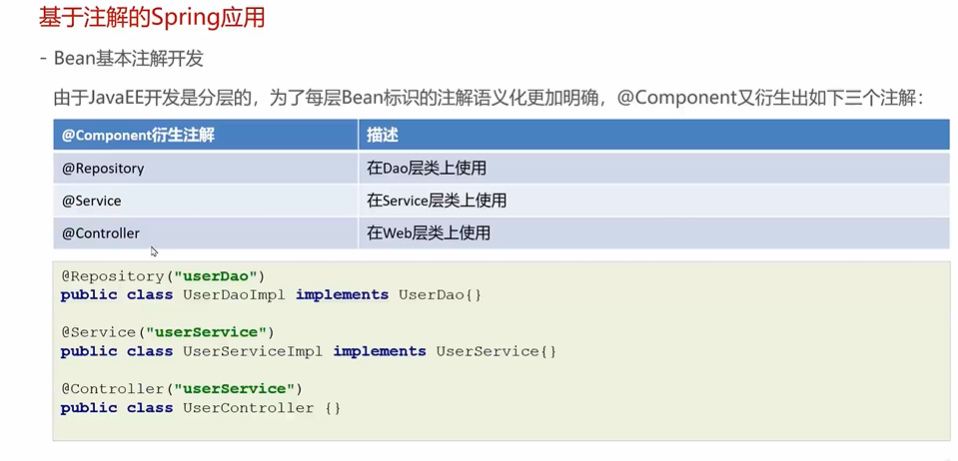 基于注解的Spring应用
- Bean基本注解开发
由于JavaEE开发是分层的，为了每层Bean标识的注解语义化更加明确，@Component又衍生出如下三个注解：
@Component衍生注解 描述
@Repository 在Dao层类上使用
@Service 在Service层类上使用
@Controller 在Web层类上使用
@Repository("userDao")
public class UserDaoImpl implements UserDao{}
@Service("userService")
public class UserServiceImpl implements UserService{}
@Controller("userService")
public class UserController {}